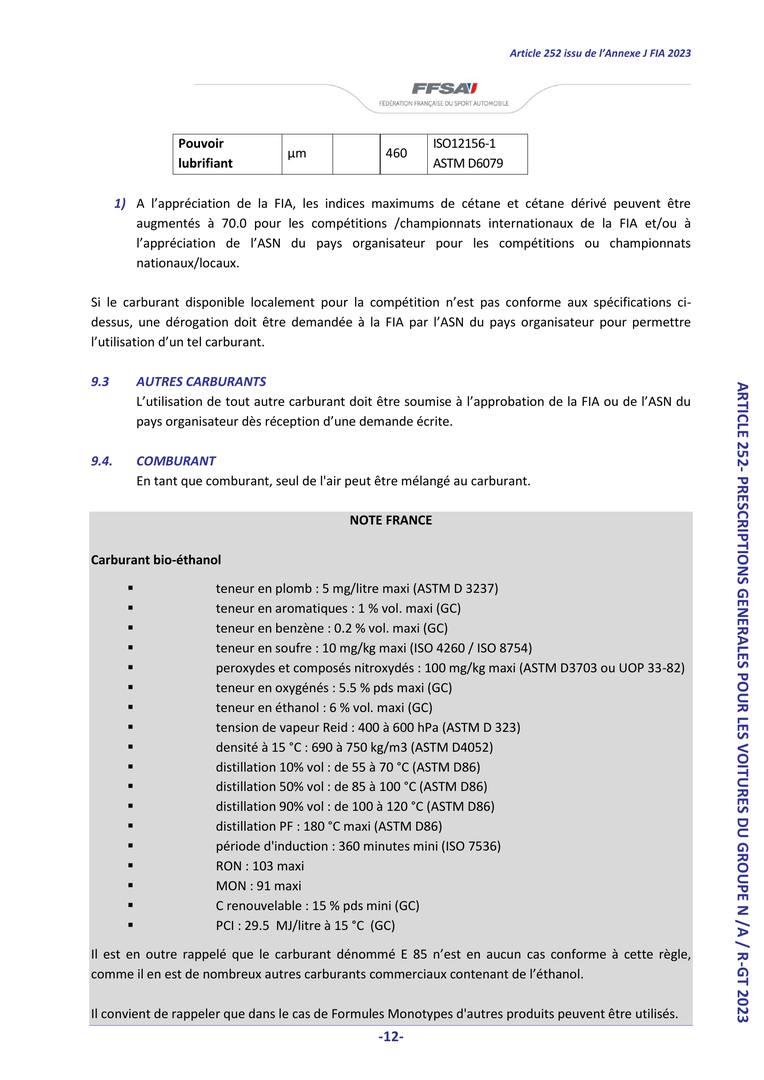 Article 252 issu de l’Annexe J FIA 2023
FFSA
FÉDÉRATION FRANÇAISE DU SPORT AUTOMOBILE
Pouvoir lubrifiant µm 460 ISO12156-1 ASTM D6079
1) A l’appréciation de la FIA, les indices maximums de cétane et cétane dérivé peuvent être
augmentés à 70.0 pour les compétitions /championnats internationaux de la FIA et/ou à
l’appréciation de l’ASN du pays organisateur pour les compétitions ou championnats
nationaux/locaux.
Si le carburant disponible localement pour la compétition n’est pas conforme aux spécifications ci-
dessus, une dérogation doit être demandée à la FIA par l’ASN du pays organisateur pour permettre
l’utilisation d’un tel carburant.
9.3 AUTRES CARBURANTS
L’utilisation de tout autre carburant doit être soumise à l’approbation de la FIA ou de l’ASN du
pays organisateur dès réception d’une demande écrite.
9.4. COMBURANT
En tant que comburant, seul de l'air peut être mélangé au carburant.
NOTE FRANCE
Carburant bio-éthanol
▪ teneur en plomb : 5 mg/litre maxi (ASTM D 3237)
▪ teneur en aromatiques : 1 % vol. maxi (GC)
▪ teneur en benzène : 0.2 % vol. maxi (GC)
▪ teneur en soufre : 10 mg/kg maxi (ISO 4260 / ISO 8754)
▪ peroxydes et composés nitroxydés : 100 mg/kg maxi (ASTM D3703 ou UOP 33-82)
▪ teneur en oxygénés : 5.5 % pds maxi (GC)
▪ teneur en éthanol : 6 % vol. maxi (GC)
▪ tension de vapeur Reid : 400 à 600 hPa (ASTM D 323)
▪ densité à 15 °C : 690 à 750 kg/m3 (ASTM D4052)
▪ distillation 10% vol : de 55 à 70 °C (ASTM D86)
▪ distillation 50% vol : de 85 à 100 °C (ASTM D86)
▪ distillation 90% vol : de 100 à 120 °C (ASTM D86)
▪ distillation PF : 180 °C maxi (ASTM D86)
▪ période d'induction : 360 minutes mini (ISO 7536)
▪ RON : 103 maxi
▪ MON : 91 maxi
▪ C renouvelable : 15 % pds mini (GC)
▪ PCI : 29.5 MJ/litre à 15 °C (GC)
Il est en outre rappelé que le carburant dénommé E 85 n’est en aucun cas conforme à cette règle,
comme il en est de nombreux autres carburants commerciaux contenant de l’éthanol.
Il convient de rappeler que dans le cas de Formules Monotypes d'autres produits peuvent être utilisés.
-12-
ARTICLE 252- PRESCRIPTIONS GENERALES POUR LES VOITURES DU GROUPE N /A / R-GT 2023